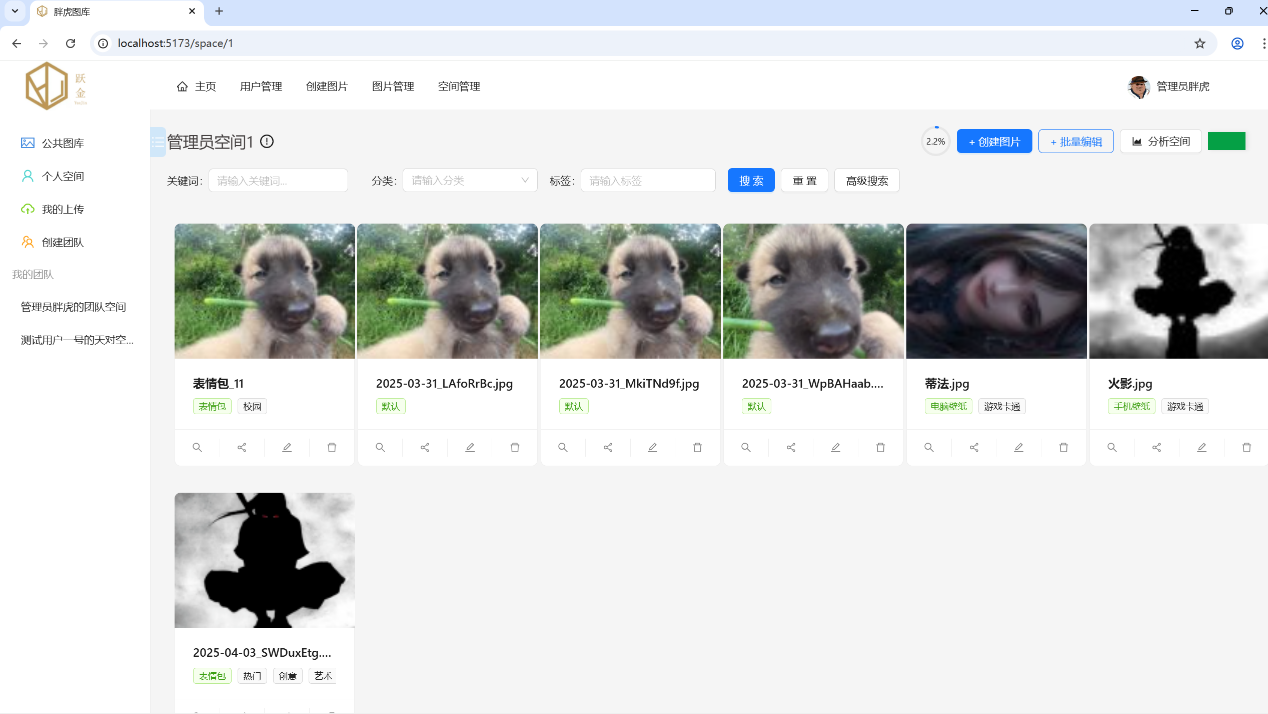 胖虎图库
localhost:5173/space/1
跃金
主页 用户管理 创建图片 图片管理 空间管理 管理员胖虎
公共图库
个人空间
我的上传
创建团队
我的团队
管理员胖虎的团队空间
测试用户一号的天对空...
管理员空间1 2.2% + 创建图片 + 批量编辑 分析空间
关键词: 请输入关键词... 分类: 请输入分类 标签: 请输入标签 搜 索 重 置 高级搜索
表情包_11 2025-03-31_LAfoRrBc.jpg 2025-03-31_MkiTNd9f.jpg 2025-03-31_WpBAHaab.... 蒂法.jpg 火影.jpg
表情包 校园 默认 默认 默认 电脑壁纸 游戏卡通 手机壁纸 游戏卡通
2025-04-03_SWDuxEtg....
表情包 热门 创意 艺术